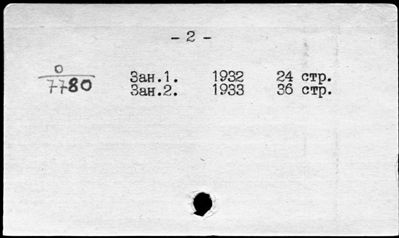 - 2 -
0
7780
Зан.1. 1932 24 стр.
Зан.2. 1933 36 стр.